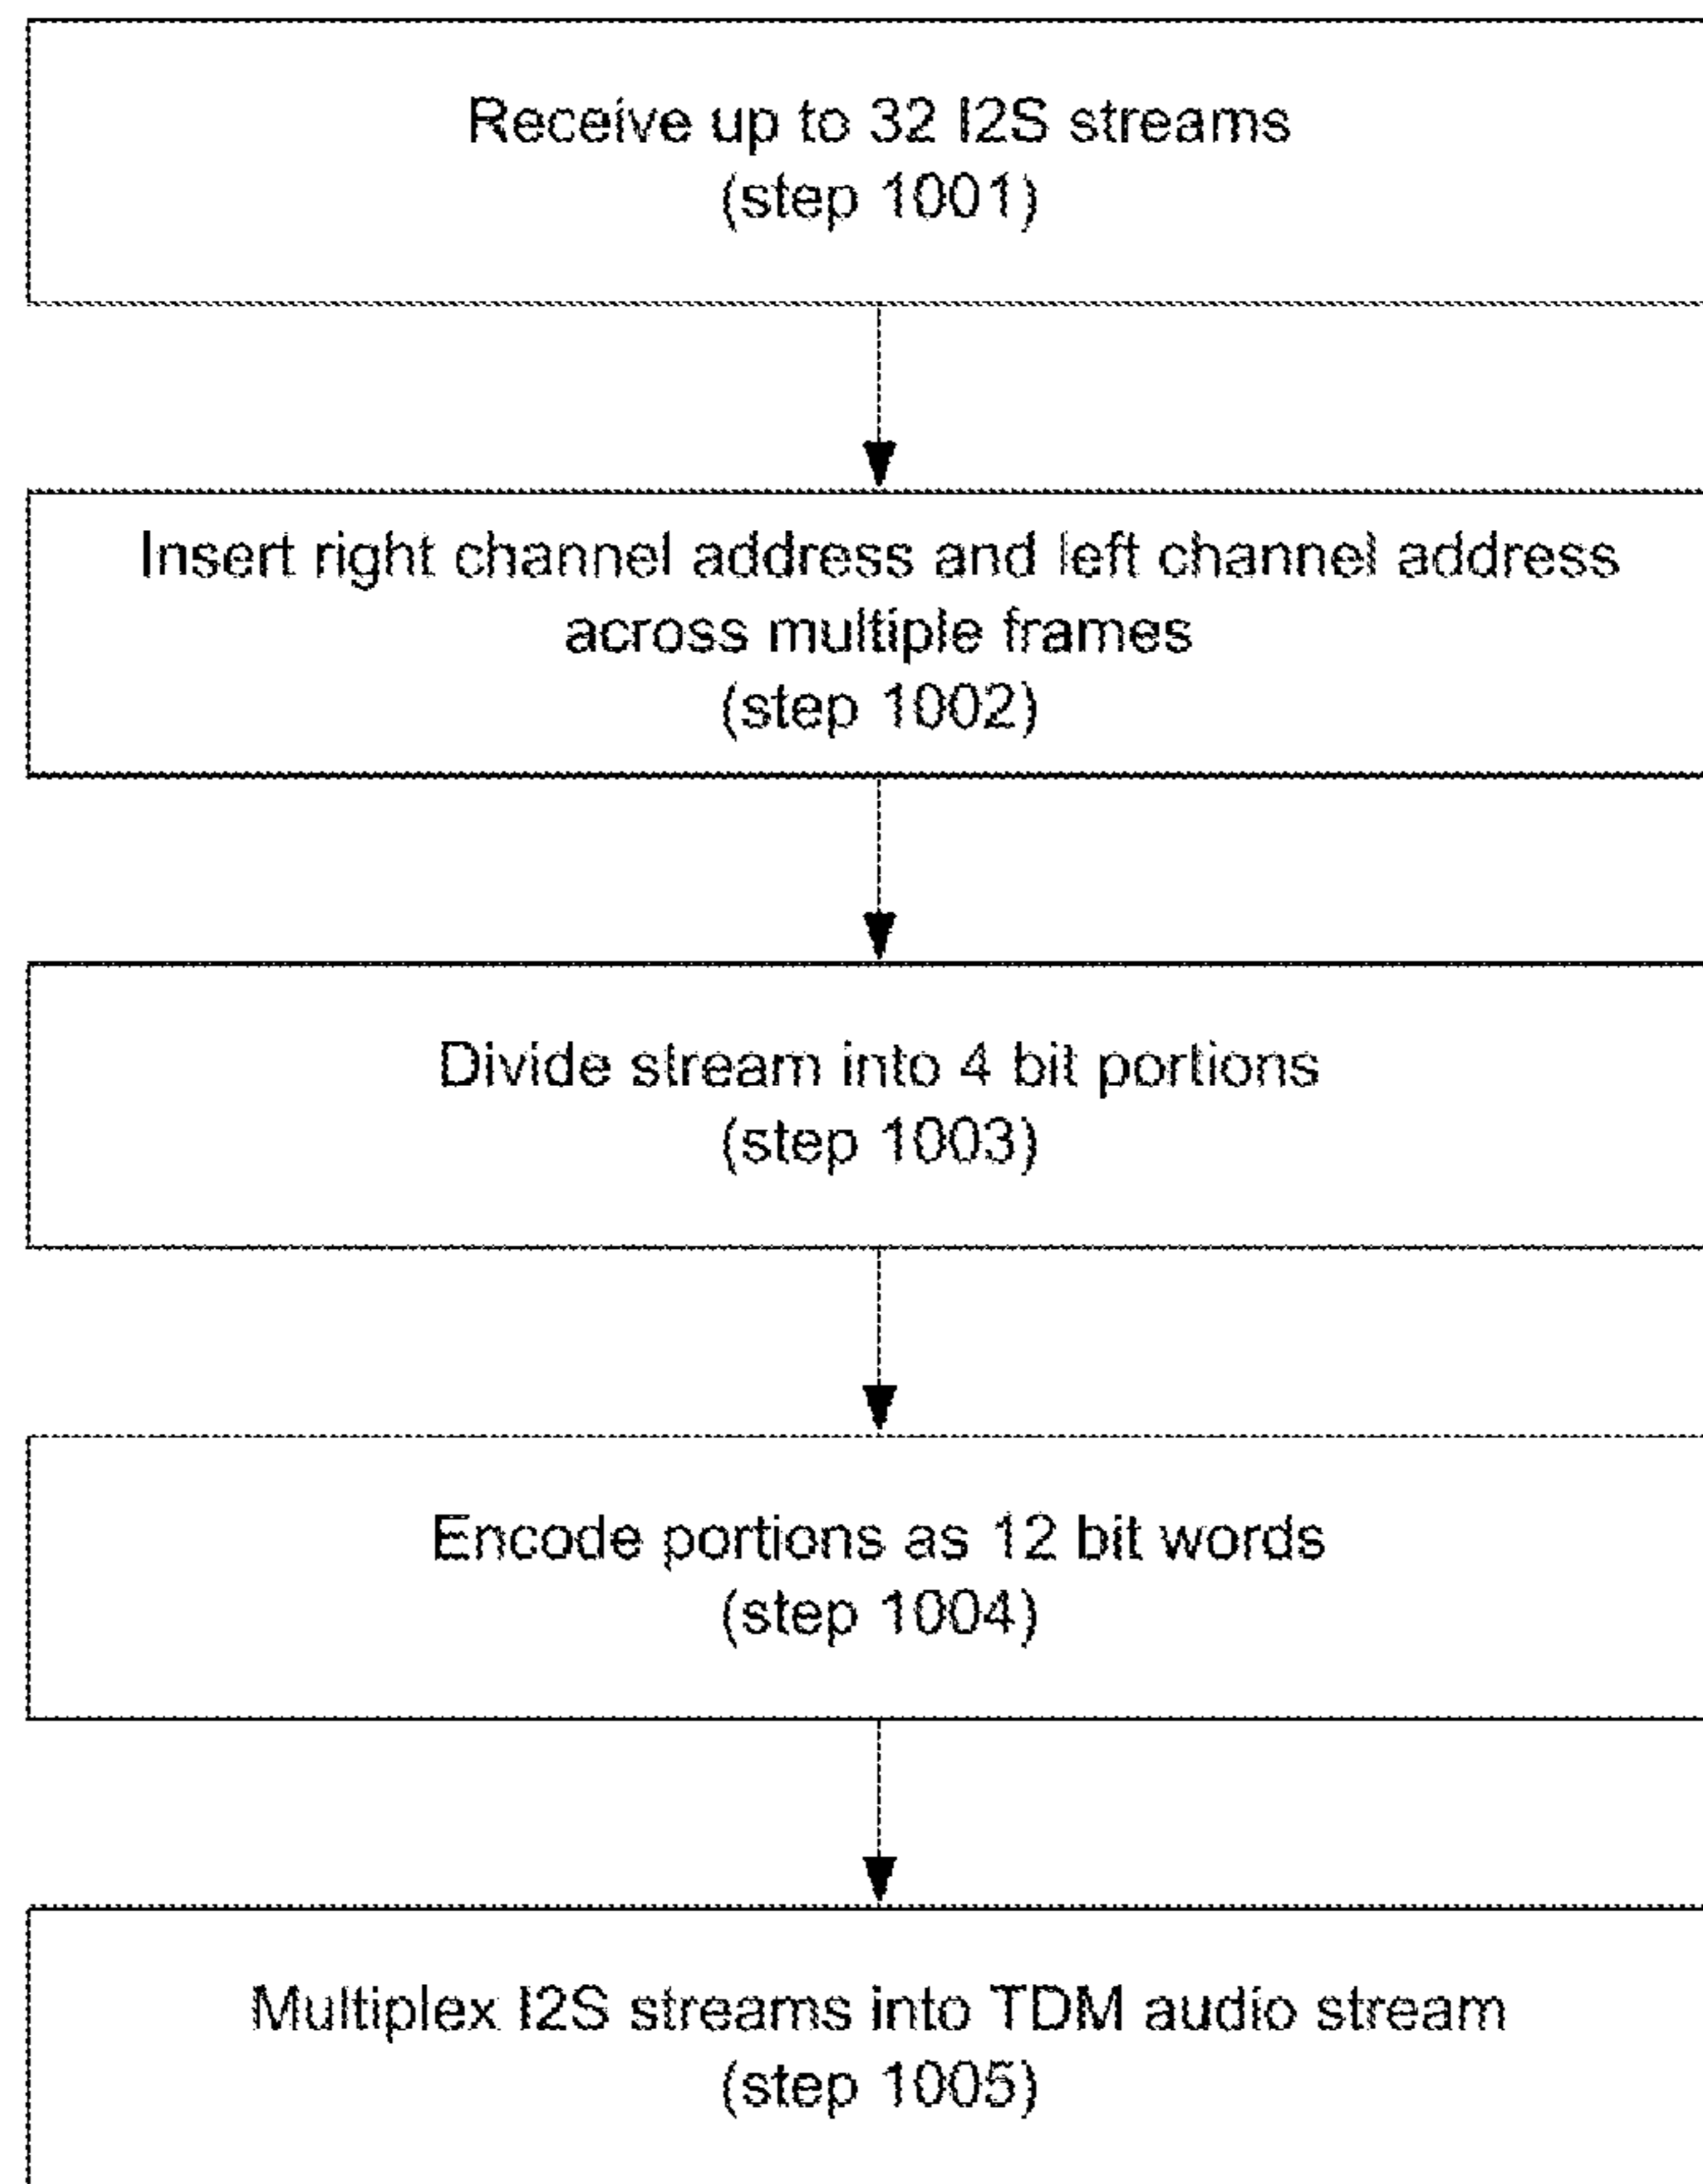 Receive up to 32 I2S streams
(step 1001)
Insert right channel address and left channel address
across multiple frames
(step 1002)
Divide stream into 4 bit portions
(step 1003)
Encode portions as 12 bit words
(step 1004)
Multiplex I2S streams into TDM audio stream
(step 1005)